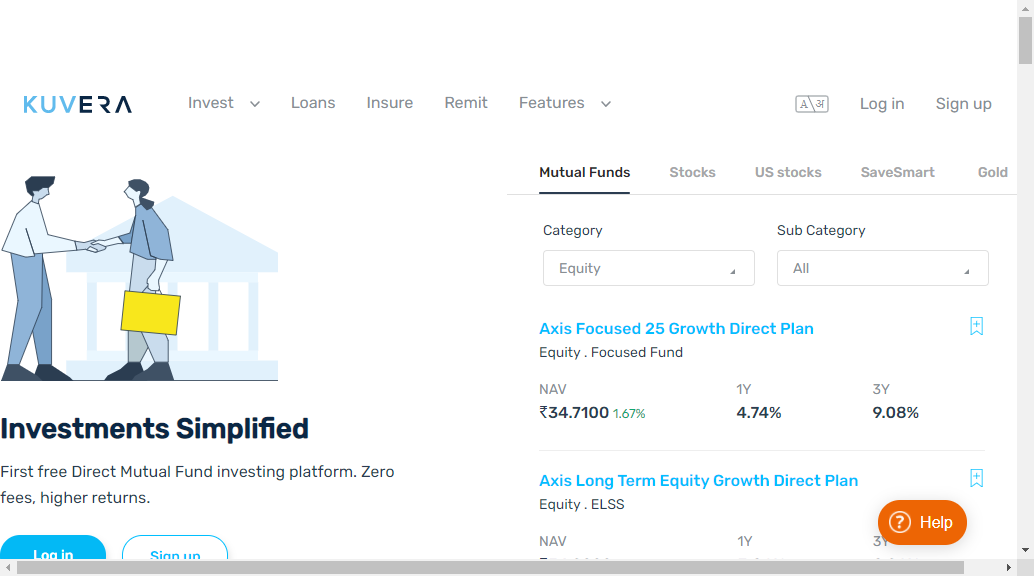 KUVERA Invest Loans Insure Remit Features A\अ Log in Sign up
Mutual Funds Stocks US stocks SaveSmart Gold
Category Sub Category
Equity All
Axis Focused 25 Growth Direct Plan
Equity . Focused Fund
NAV 1Y 3Y
₹34.7100 1.67% 4.74% 9.08%
Investments Simplified
First free Direct Mutual Fund investing platform. Zero
fees, higher returns.
Log in Sign up
Axis Long Term Equity Growth Direct Plan
Equity . ELSS
NAV 1Y 3Y
? Help